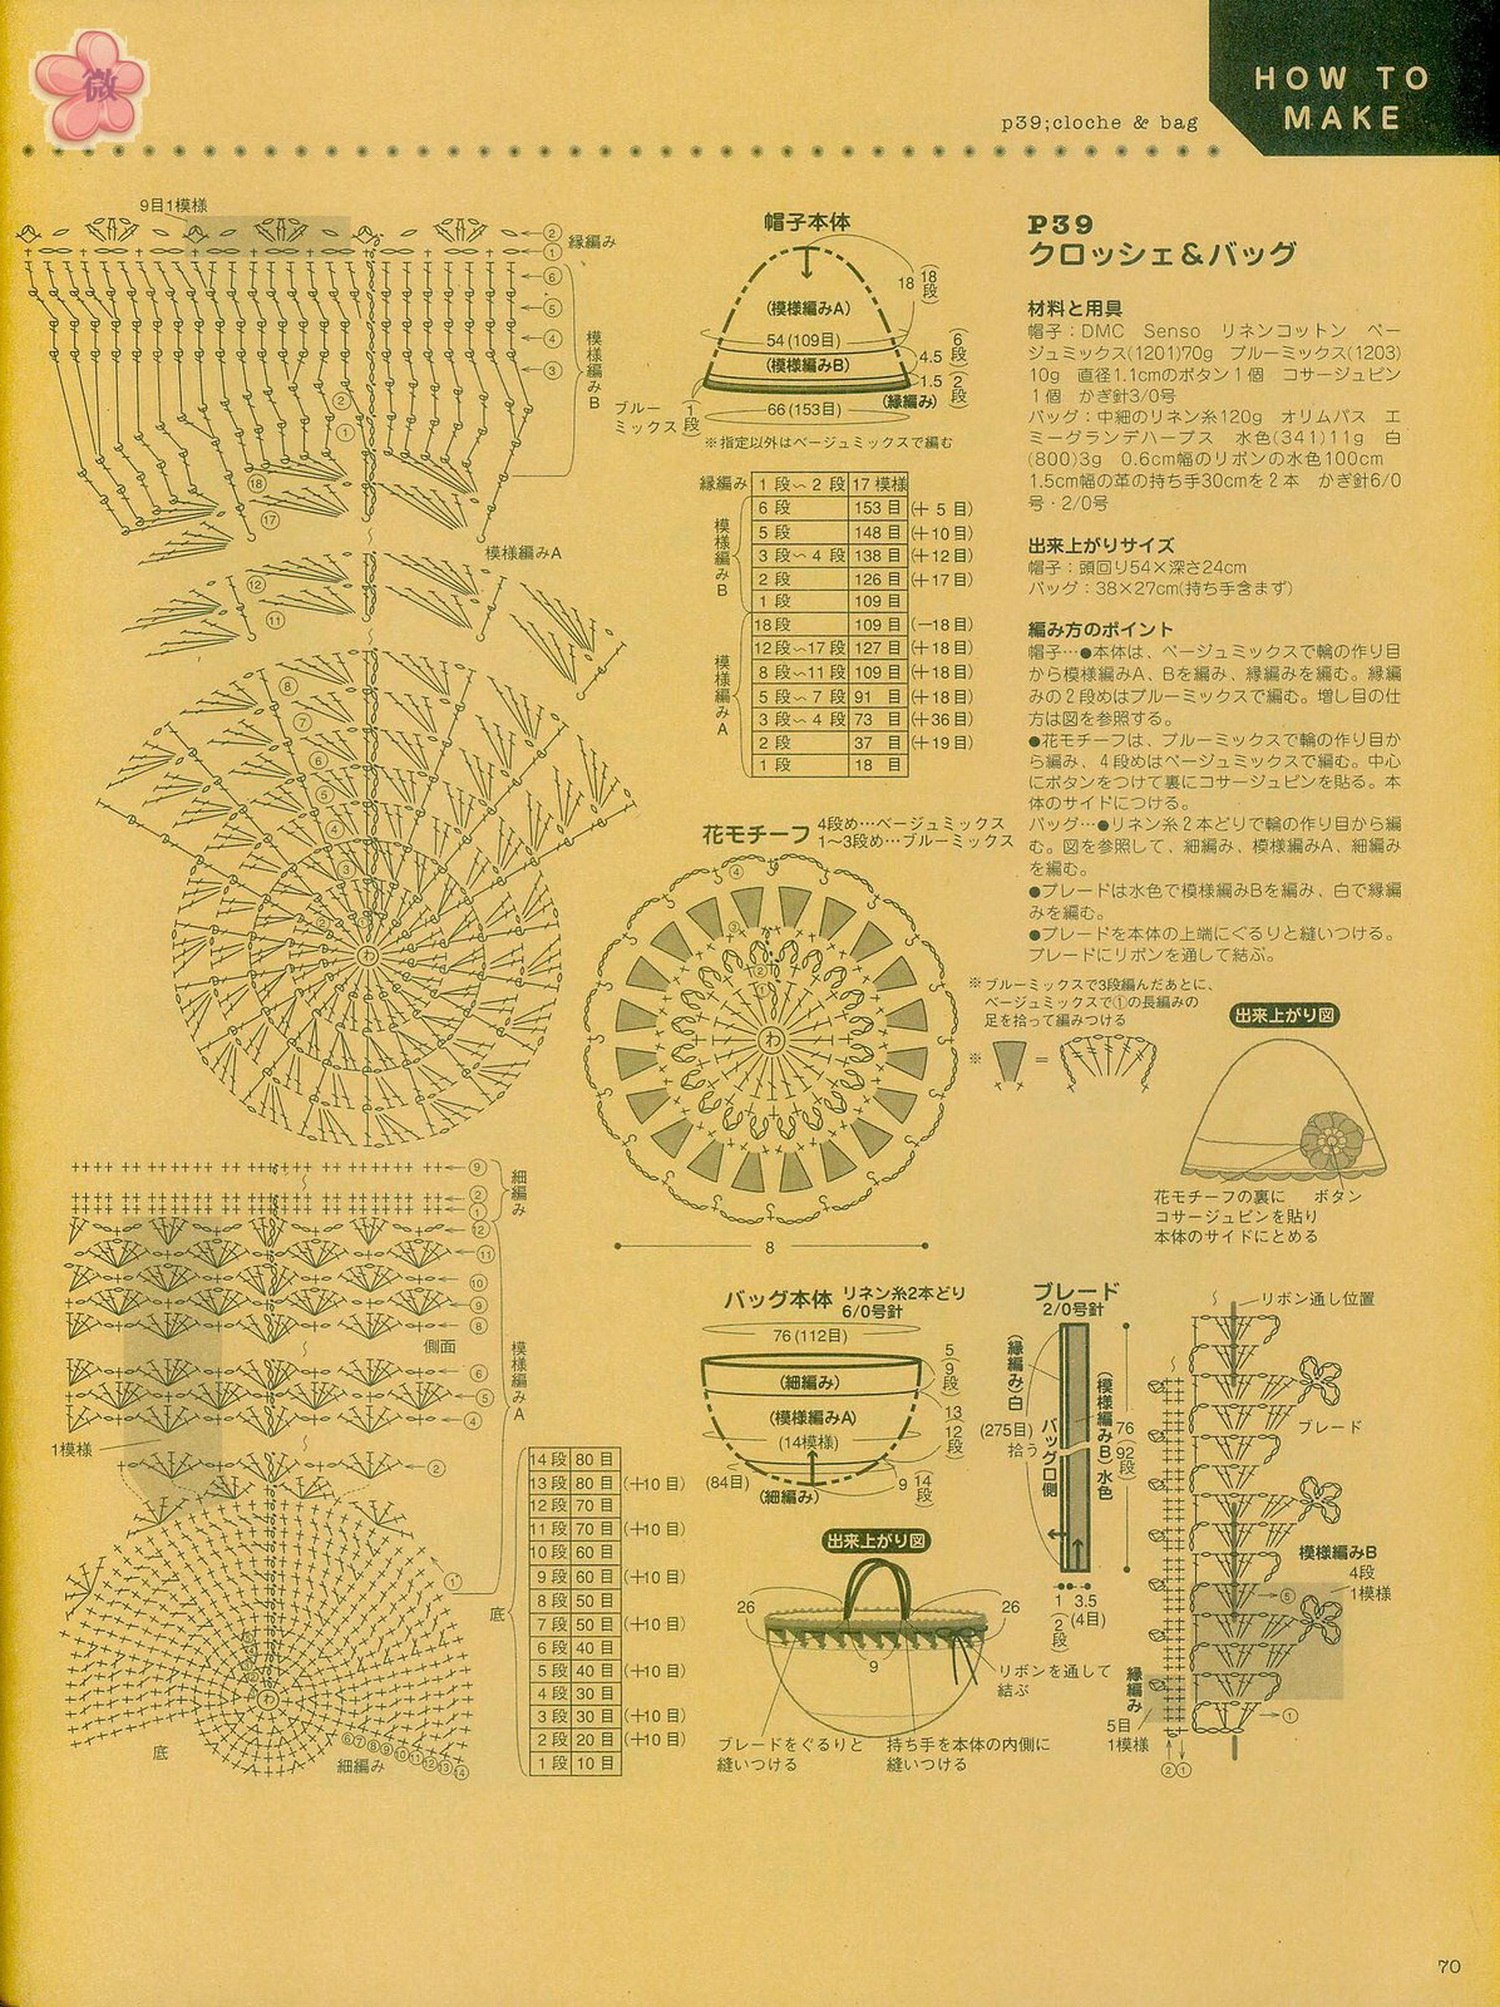 微
HOW TO
MAKE
p39;cloche & bag
P39
クロッシェ＆バッグ
材料と用具
帽子：DMC Senso リネンコットン ベー
ジュミックス(1201)70g ブルーミックス(1203)
10g 直径1.1cmのボタン1個 コサージュピン
1個 かぎ針3/0号
バッグ：中細のリネン糸120g オリムパス エ
ミーグランデハーブス 水色(341)11g 白
(800)3g 0.6cm幅のリボンの水色100cm
1.5cm幅の革の持ち手30cmを2本 かぎ針6/0
号・2/0号
出来上がりサイズ
帽子：頭回り54×深さ24cm
バッグ：38×27cm(持ち手含まず)
編み方のポイント
帽子…●本体は、ベージュミックスで輪の作り目
から模様編みA、Bを編み、縁編みを編む。縁編
みの2段めはブルーミックスで編む。増し目の仕
方は図を参照する。
●花モチーフは、ブルーミックスで輪の作り目か
ら編み、4段めはベージュミックスで編む。中心
にボタンをつけて裏にコサージュピンを貼る。本
体のサイドにつける。
バッグ…●リネン糸2本どりで輪の作り目から編
む。図を参照して、細編み、模様編みA、細編み
を編む。
●ブレードは水色で模様編みBを編み、白で縁編
みを編む。
●ブレードを本体の上端にぐるりと縫いつける。
ブレードにリボンを通して結ぶ。
9目1模様
② 縁編み
①
⑥
⑤
④
③
②
①
模様編みB
⑱
⑰
模様編みA
⑫
⑪
⑧
⑦
⑥
⑤
④
③
わ
帽子本体
(模様編みA)
18 (18段)
54(109目)
(模様編みB)
4.5 (6段)
1.5 (2段)
(縁編み)
ブルー
ミックス (1段)
66(153目)
※指定以外はベージュミックスで編む
縁編み 1段〜2段 17模様
模様編みB
6段 153目 (＋5目)
5段 148目 (＋10目)
3段〜4段 138目 (＋12目)
2段 126目 (＋17目)
1段 109目
模様編みA
18段 109目 (−18目)
12段〜17段 127目 (＋18目)
8段〜11段 109目 (＋18目)
5段〜7段 91目 (＋18目)
3段〜4段 73目 (＋36目)
2段 37目 (＋19目)
1段 18目
花モチーフ 4段め…ベージュミックス
1〜3段め…ブルーミックス
④
③
②
①
わ
8
※ブルーミックスで3段編んだあとに、
ベージュミックスで①の長編みの
足を拾って編みつける
※ ＝
出来上がり図
花モチーフの裏に
コサージュピンを貼り
本体のサイドにとめる
ボタン
⑨
② 細編み
①
⑫
⑪
⑩
⑨
⑧
側面
⑥
⑤
④
模様編みA
1模様
②
①
わ
底
細編み
⑥⑦⑧⑨⑩⑪⑫⑬⑭
底
14段 80目
13段 80目 (＋10目)
12段 70目
11段 70目 (＋10目)
10段 60目
9段 60目 (＋10目)
8段 50目
7段 50目 (＋10目)
6段 40目
5段 40目 (＋10目)
4段 30目
3段 30目 (＋10目)
2段 20目 (＋10目)
1段 10目
バッグ本体 リネン糸2本どり
6/0号針
76(112目)
(細編み)
5 (9段)
(模様編みA)
(14模様)
13 (12段)
(84目)
(細編み)
9 (14段)
出来上がり図
26
26
9
リボンを通して
結ぶ
ブレードをぐるりと
縫いつける
持ち手を本体の内側に
縫いつける
ブレード
2/0号針
(縁編み)白
(275目)
拾う
バッグ口側
(模様編みB)水色
76 (92段)
1 (2段)
3.5
(4目)
リボン通し位置
ブレード
模様編みB
4段
1模様
⑤
①
縁編み
5目
1模様
②①
70